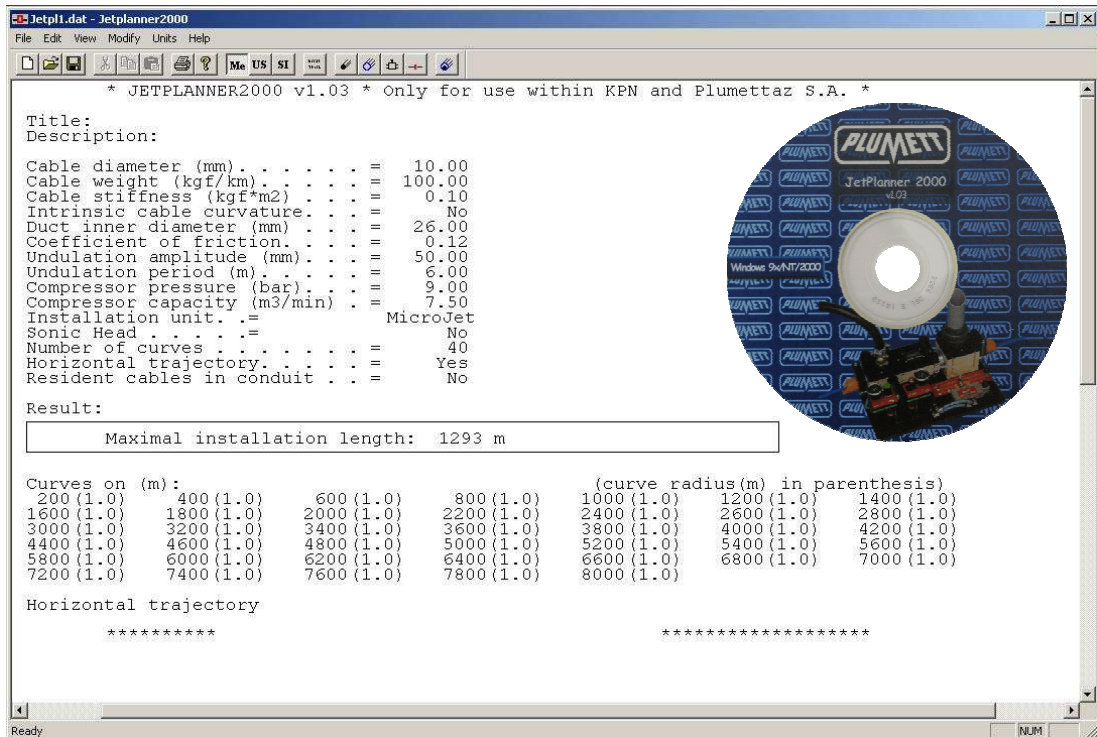 Jetpl1.dat - Jetplanner2000
File Edit View Modify Units Help
Me US SI
* JETPLANNER2000 v1.03 * Only for use within KPN and Plumettaz S.A. *
Title:
Description:
Cable diameter (mm). . . . . . = 10.00
Cable weight (kgf/km). . . . . = 100.00
Cable stiffness (kgf*m2) . . . = 0.10
Intrinsic cable curvature. . . = No
Duct inner diameter (mm) . . . = 26.00
Coefficient of friction. . . . = 0.12
Undulation amplitude (mm). . . = 50.00
Undulation period (m). . . . . = 6.00
Compressor pressure (bar). . . = 9.00
Compressor capacity (m3/min) . = 7.50
Installation unit. .= MicroJet
Sonic Head . . . . .= No
Number of curves . . . . . . . = 40
Horizontal trajectory. . . . . = Yes
Resident cables in conduit . . = No
PLUMETT
JetPlanner 2000
v1.03
Windows 9x/NT/2000
Result:
Maximal installation length: 1293 m
Curves on (m): (curve radius(m) in parenthesis)
200(1.0) 400(1.0) 600(1.0) 800(1.0) 1000(1.0) 1200(1.0) 1400(1.0)
1600(1.0) 1800(1.0) 2000(1.0) 2200(1.0) 2400(1.0) 2600(1.0) 2800(1.0)
3000(1.0) 3200(1.0) 3400(1.0) 3600(1.0) 3800(1.0) 4000(1.0) 4200(1.0)
4400(1.0) 4600(1.0) 4800(1.0) 5000(1.0) 5200(1.0) 5400(1.0) 5600(1.0)
5800(1.0) 6000(1.0) 6200(1.0) 6400(1.0) 6600(1.0) 6800(1.0) 7000(1.0)
7200(1.0) 7400(1.0) 7600(1.0) 7800(1.0) 8000(1.0)
Horizontal trajectory
********** *******************
Ready NUM